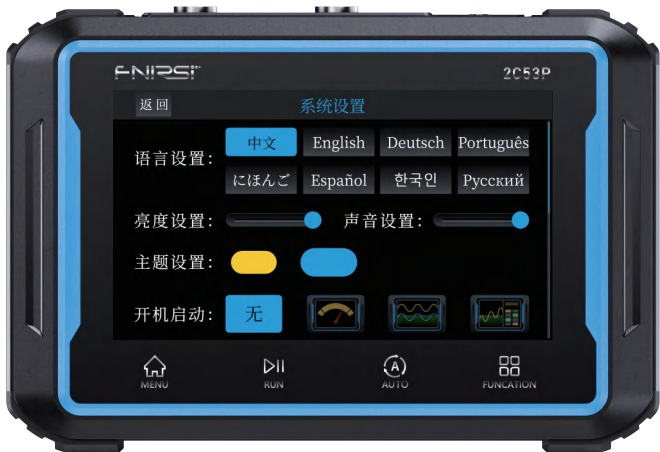 FNIRSI
2C53P
返回
系统设置
语言设置：
中文 English Deutsch Português
にほんご Español 한국인 Русский
亮度设置：
声音设置：
主题设置：
开机启动：
无
MENU RUN AUTO FUNCATION